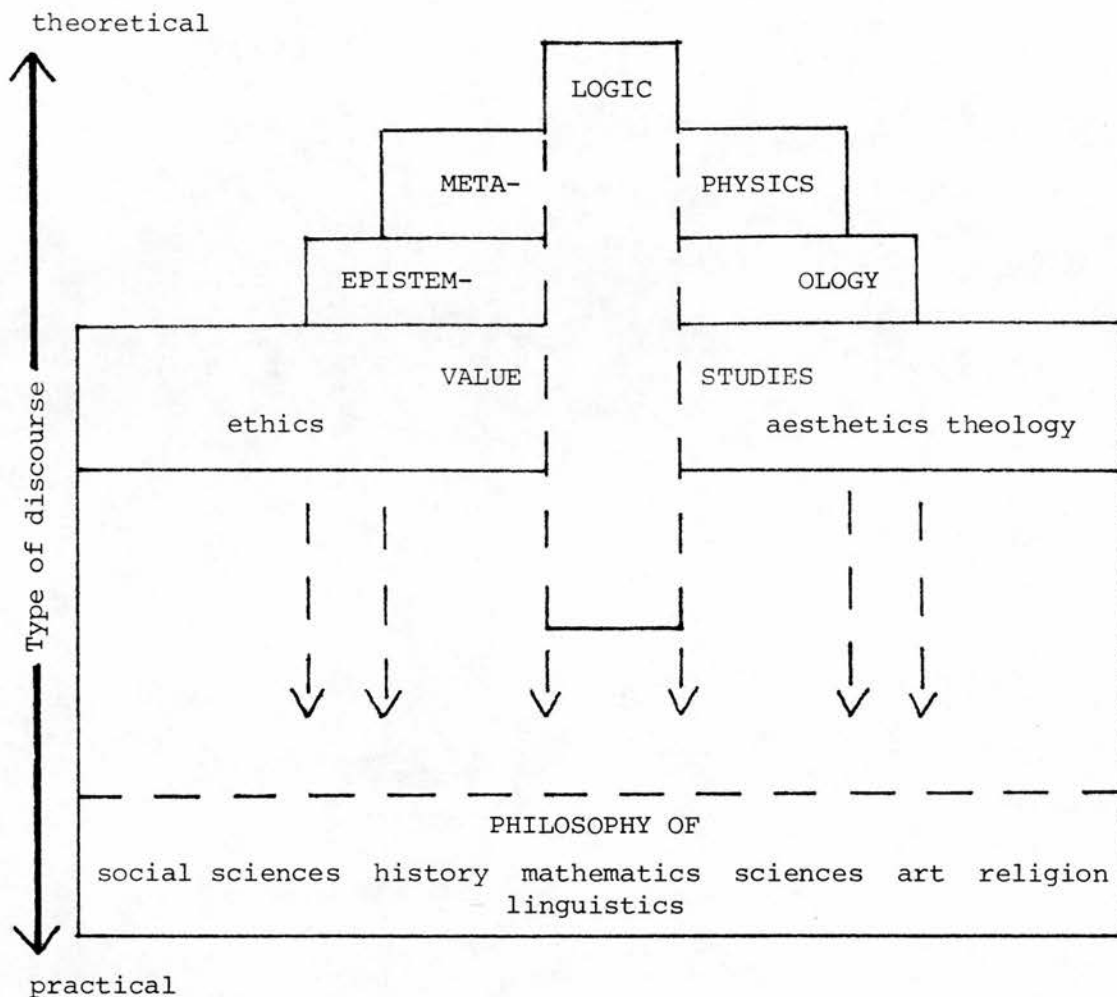 theoretical
LOGIC
META- PHYSICS
EPISTEM- OLOGY
VALUE STUDIES
ethics aesthetics theology
Type of discourse
PHILOSOPHY OF
social sciences history mathematics sciences art religion
linguistics
practical